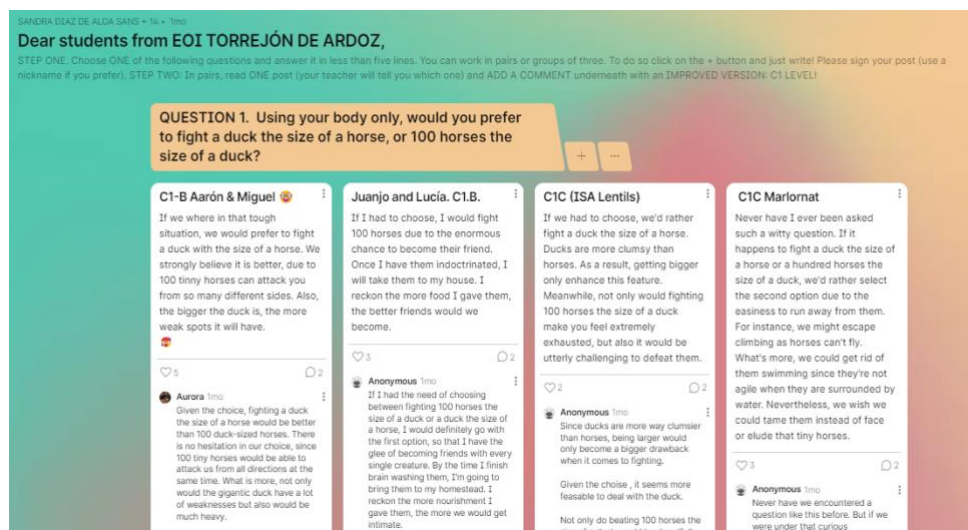 SANDRA DIAZ DE ALDA SANS + 14 • 1mo
Dear students from EOI TORREJÓN DE ARDOZ,
STEP ONE. Choose ONE of the following questions and answer it in less than five lines. You can work in pairs or groups of three. To do so click on the + button and just write! Please sign your post (use a
nickname if you prefer). STEP TWO: In pairs, read ONE post (your teacher will tell you which one) and ADD A COMMENT underneath with an IMPROVED VERSION: C1 LEVEL!
QUESTION 1. Using your body only, would you prefer
to fight a duck the size of a horse, or 100 horses the
size of a duck?
C1-B Aarón & Miguel
If we where in that tough
situation, we would prefer to fight
a duck with the size of a horse. We
strongly believe it is better, due to
100 tinny horses can attack you
from so many different sides. Also,
the bigger the duck is, the more
weak spots it will have.
5
2
Aurora 1mo
Given the choice, fighting a duck
the size of a horse would be better
than 100 duck-sized horses. There
is no hesitation in our choice, since
100 tiny horses would be able to
attack us from all directions at the
same time. What is more, not only
would the gigantic duck have a lot
of weaknesses but also would be
much heavy.
Juanjo and Lucía. C1.B.
If I had to choose, I would fight
100 horses due to the enormous
chance to become their friend.
Once I have them indoctrinated, I
will take them to my house. I
reckon the more food I gave them,
the better friends would we
become.
3
2
Anonymous 1mo
If I had the need of choosing
between fighting 100 horses the
size of a duck or a duck the size of
a horse, I would definitely go with
the first option, so that I have the
glee of becoming friends with every
single creature. By the time I finish
brain washing them, I'm going to
bring them to my homestead. I
reckon the more nourishment I
gave them, the more we would get
intimate.
C1C (ISA Lentils)
If we had to choose, we'd rather
fight a duck the size of a horse.
Ducks are more clumsy than
horses. As a result, getting bigger
only enhance this feature.
Meanwhile, not only would fighting
100 horses the size of a duck
make you feel extremely
exhausted, but also it would be
utterly challenging to defeat them.
2
2
Anonymous 1mo
Since ducks are more way clumsier
than horses, being larger would
only become a bigger drawback
when it comes to fighting.
Given the choise , it seems more
feasable to deal with the duck.
Not only do beating 100 horses the
C1C Marlornat
Never have I ever been asked
such a witty question. If it
happens to fight a duck the size of
a horse or a hundred horses the
size of a duck, we'd rather select
the second option due to the
easiness to run away from them.
For instance, we might escape
climbing as horses can't fly.
What's more, we could get rid of
them swimming since they're not
agile when they are surrounded by
water. Nevertheless, we wish we
could tame them instead of face
or elude that tiny horses.
3
2
Anonymous 1mo
Never have we encountered a
question like this before. But if we
were under that curious